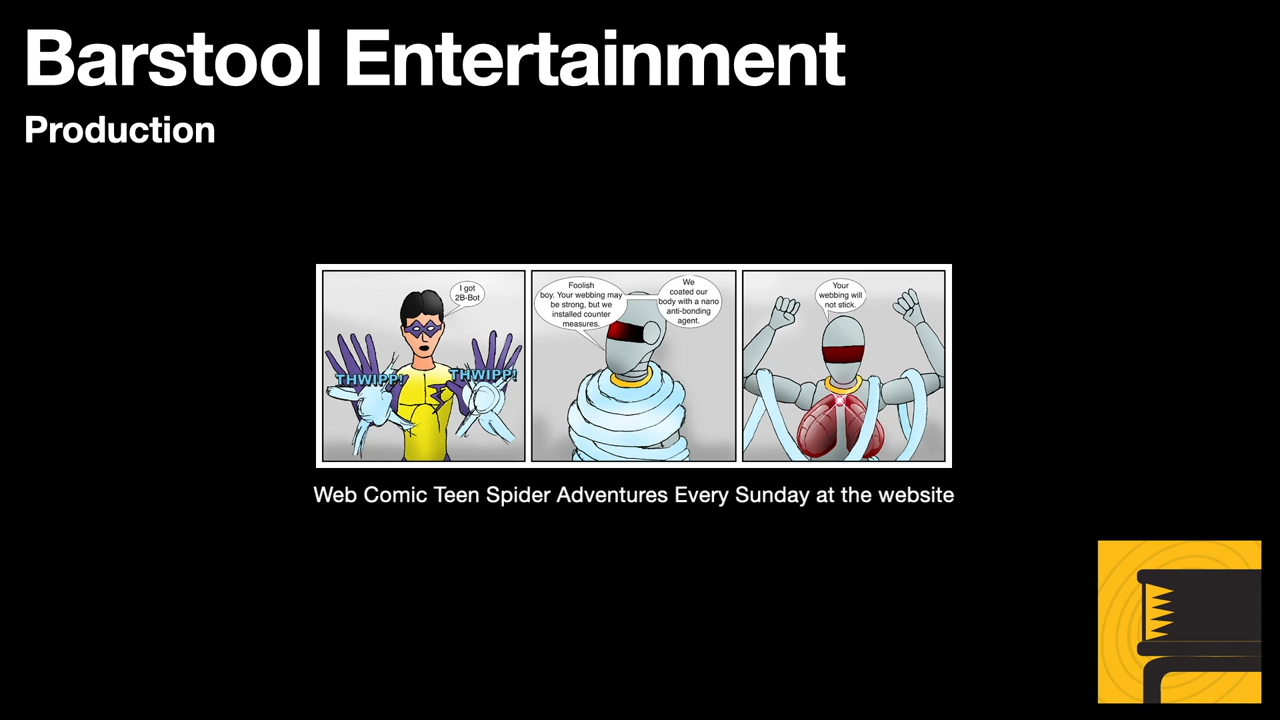 Barstool Entertainment
Production
I got
2B-Bot
THWIPP!
THWIPP!
Foolish
boy. Your webbing may
be strong, but we
installed counter
measures.
We
coated our
body with a nano
anti-bonding
agent.
Your
webbing will
not stick.
Web Comic Teen Spider Adventures Every Sunday at the website